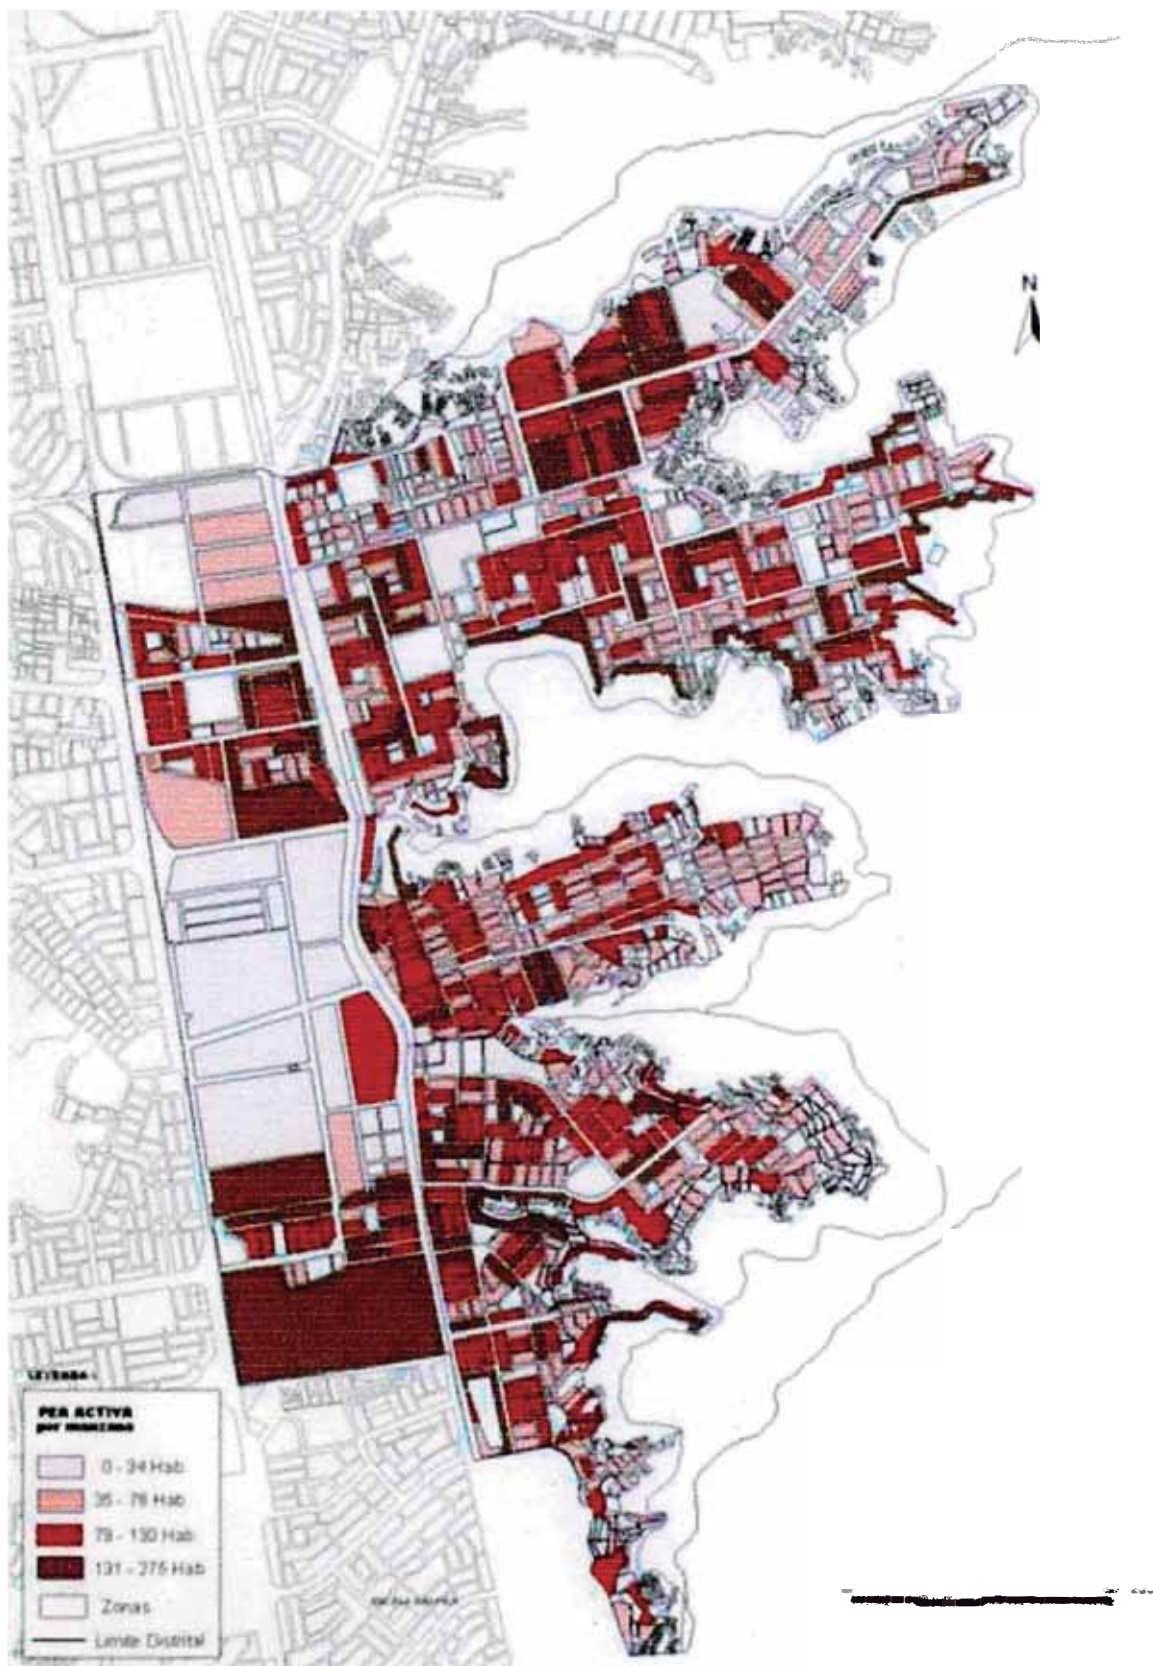 N
LEYENDA :
PEA ACTIVA
por manzana
0 - 34 Hab.
35 - 78 Hab.
79 - 130 Hab.
131 - 275 Hab.
Zonas
Limite Distrital